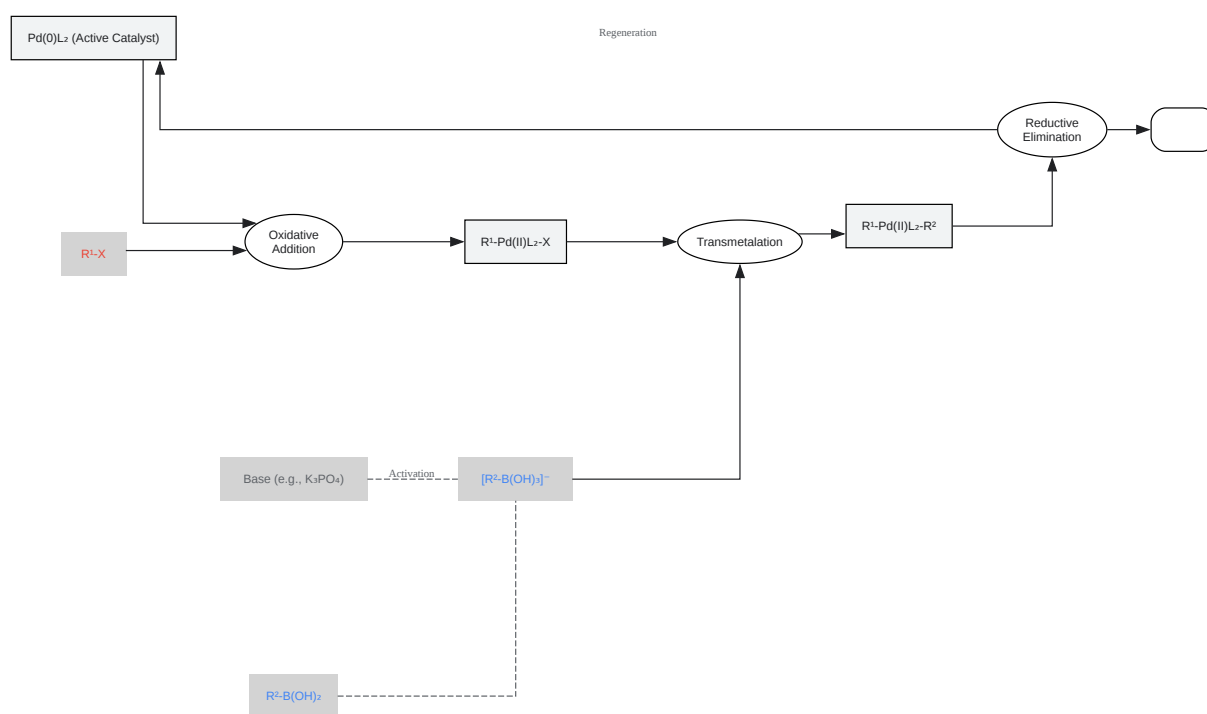 Pd(0)L₂ (Active Catalyst)
Regeneration
Reductive
Elimination
Oxidative
Addition
R¹-X
R¹-Pd(II)L₂-X
Transmetalation
R¹-Pd(II)L₂-R²
Base (e.g., K₃PO₄)
Activation
[R²-B(OH)₃]⁻
R²-B(OH)₂